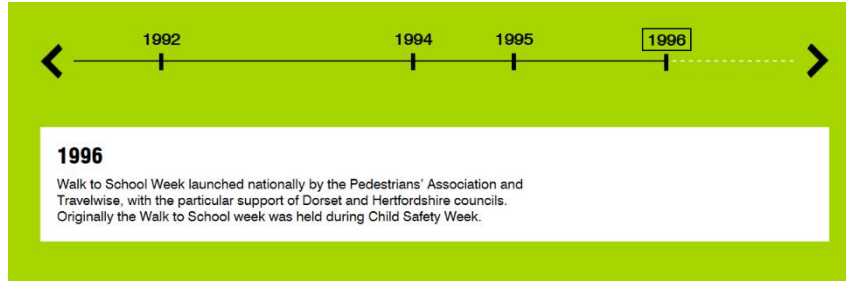 1992 1994 1995 1996
1996
Walk to School Week launched nationally by the Pedestrians' Association and
Travelwise, with the particular support of Dorset and Hertfordshire councils.
Originally the Walk to School week was held during Child Safety Week.